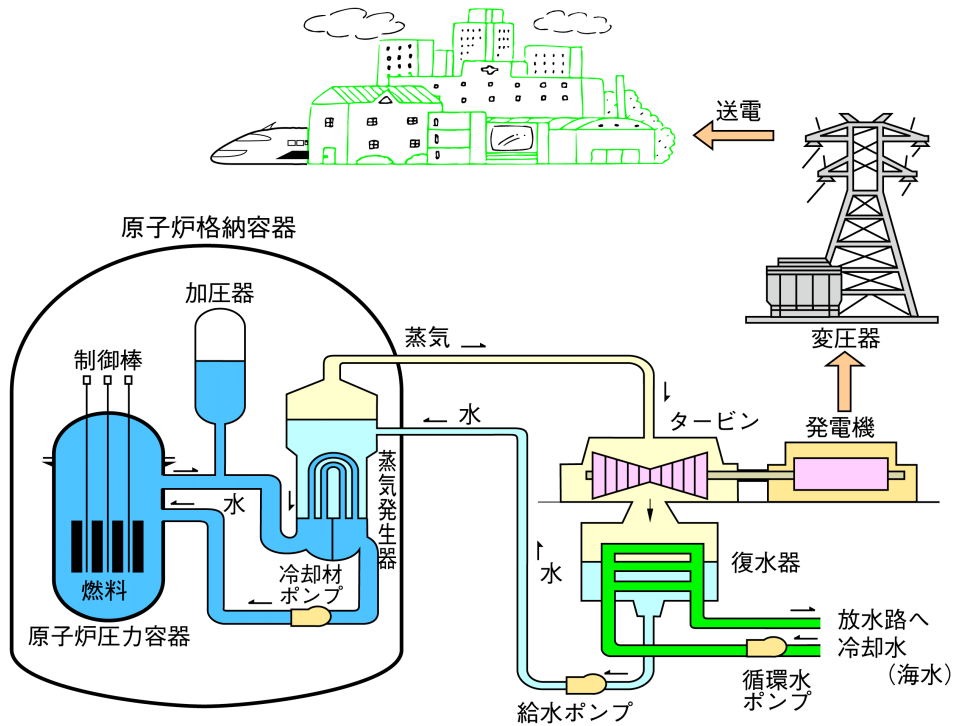 送電
原子炉格納容器
加圧器
変圧器
蒸気
制御棒
水
タービン
発電機
蒸気発生器
水
復水器
水
冷却材
ポンプ
燃料
放水路へ
原子炉圧力容器
冷却水
（海水）
循環水
ポンプ
給水ポンプ